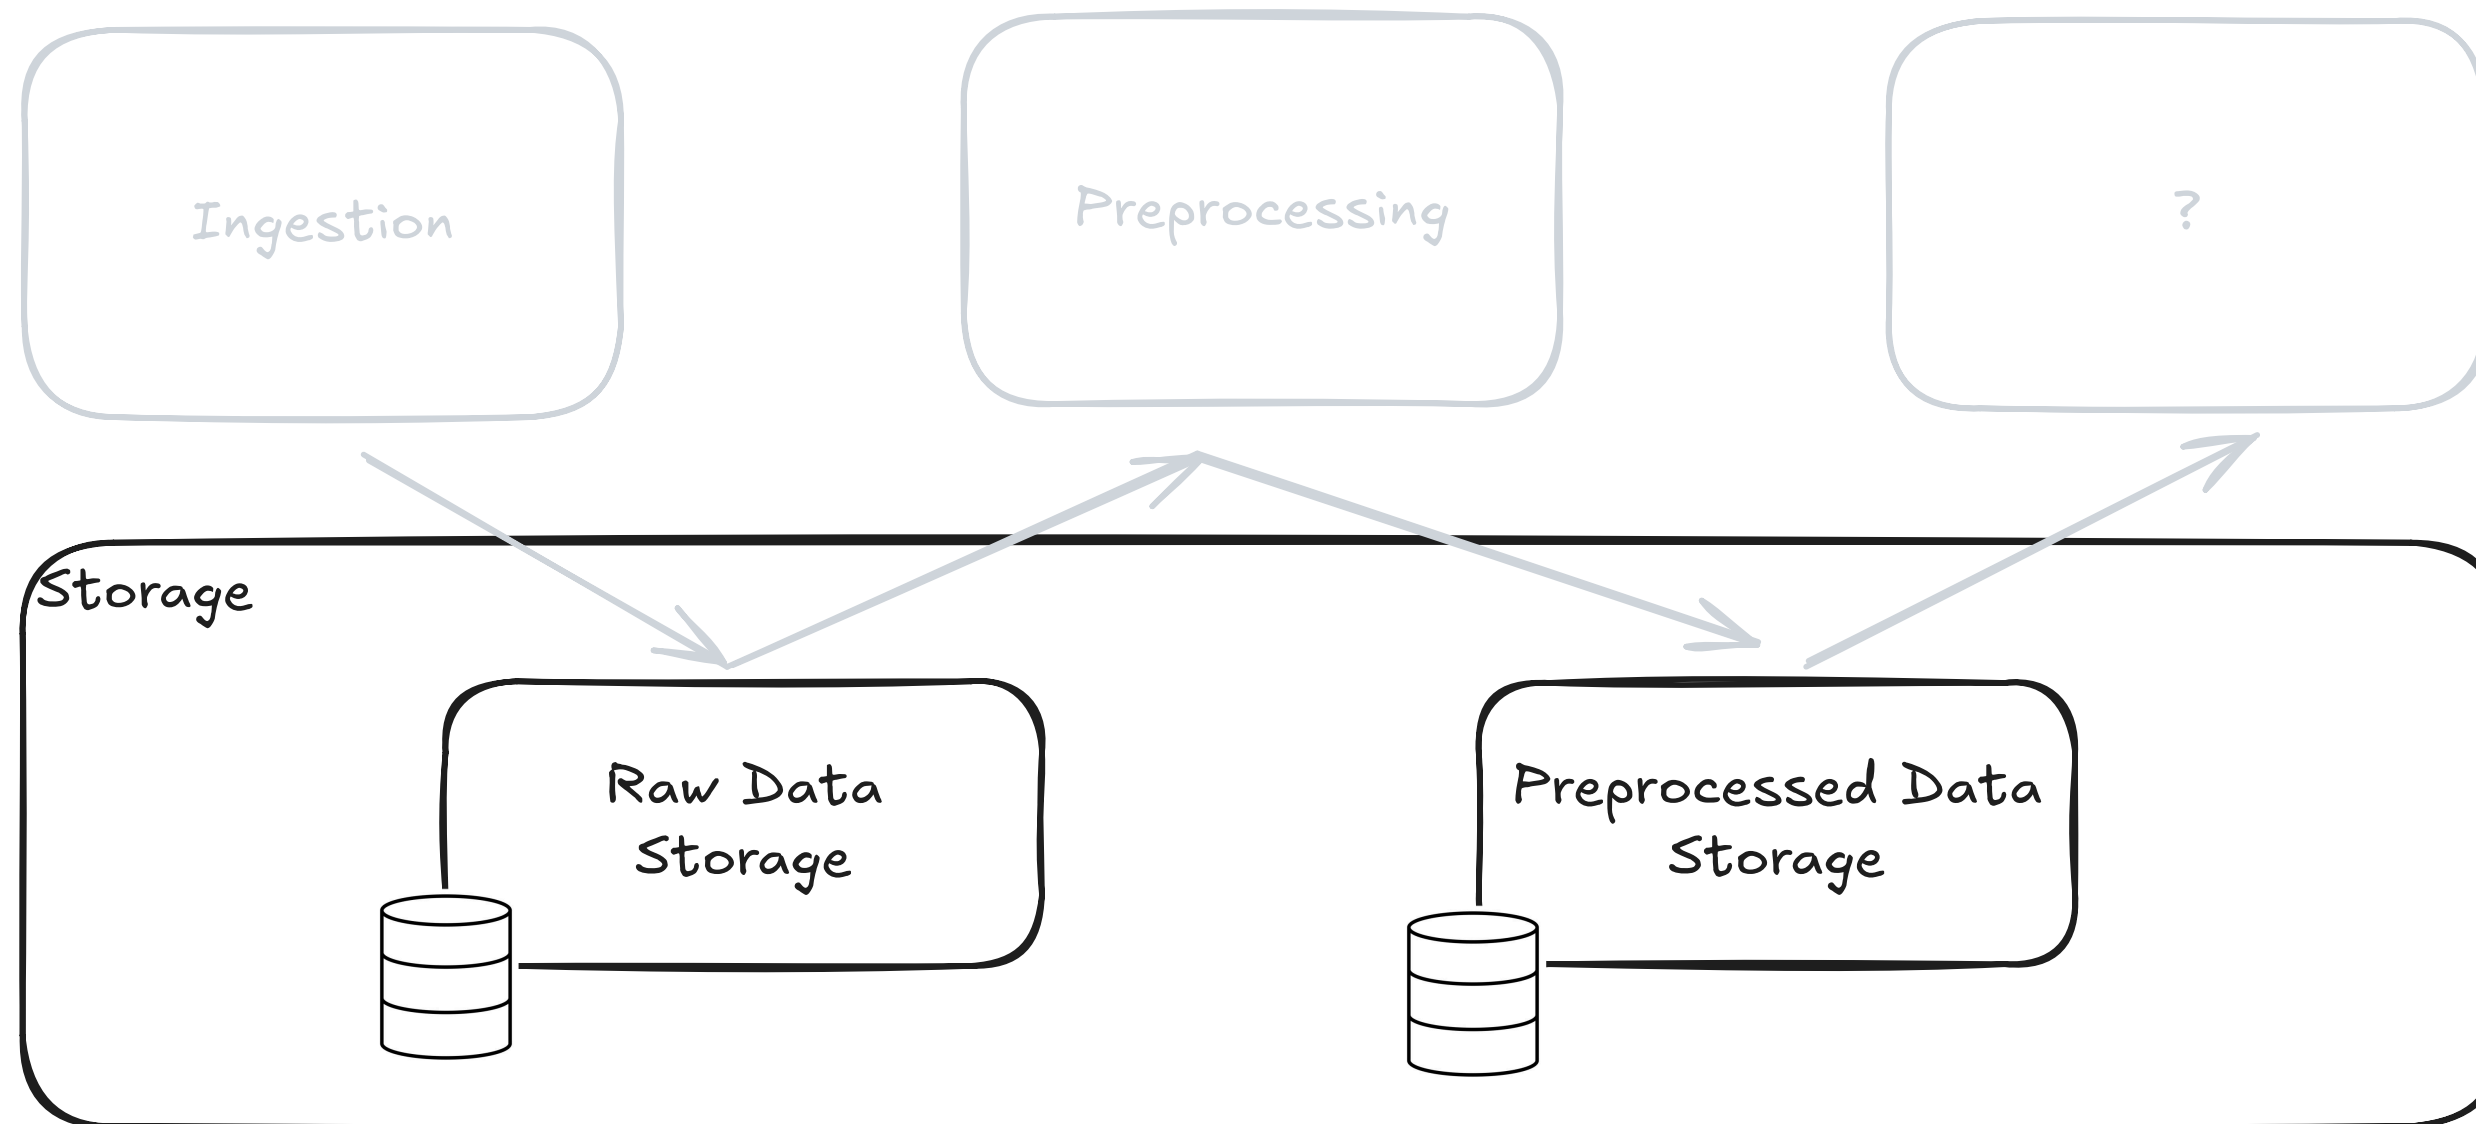 Ingestion
Preprocessing
?
Storage
Raw Data
Storage
Preprocessed Data
Storage